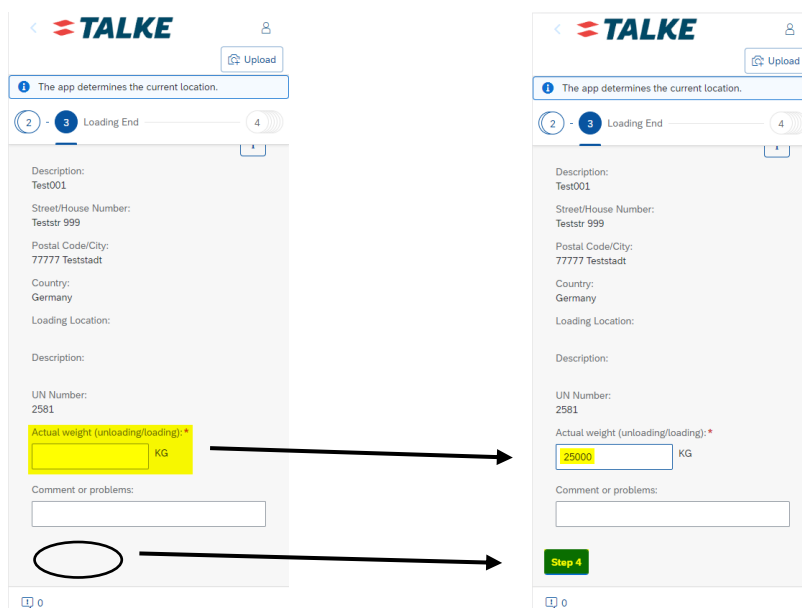 TALKE
Upload
The app determines the current location.
2 - 3 Loading End 4
Description:
Test001
Street/House Number:
Teststr 999
Postal Code/City:
77777 Teststadt
Country:
Germany
Loading Location:
Description:
UN Number:
2581
Actual weight (unloading/loading):*
KG
Comment or problems:
0
TALKE
Upload
The app determines the current location.
2 - 3 Loading End 4
Description:
Test001
Street/House Number:
Teststr 999
Postal Code/City:
77777 Teststadt
Country:
Germany
Loading Location:
Description:
UN Number:
2581
Actual weight (unloading/loading):*
25000 KG
Comment or problems:
Step 4
0